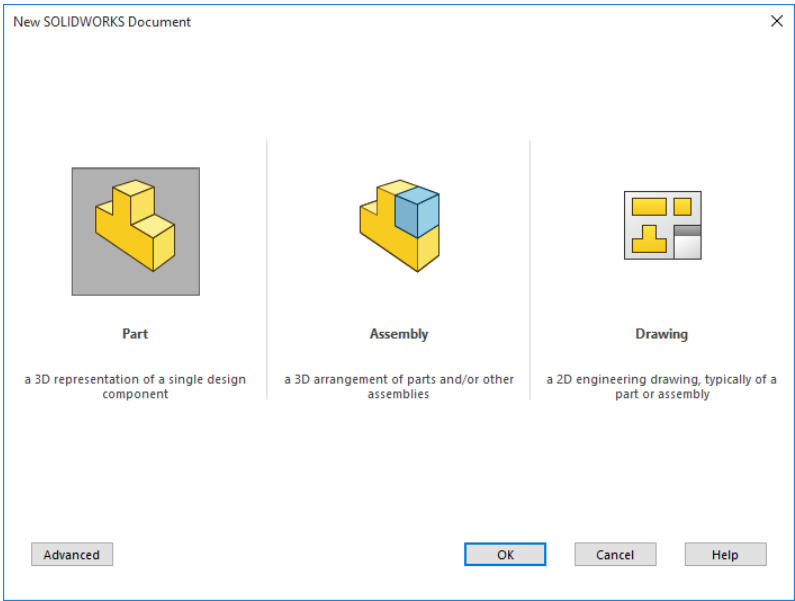 New SOLIDWORKS Document
Part
a 3D representation of a single design
component
Assembly
a 3D arrangement of parts and/or other
assemblies
Drawing
a 2D engineering drawing, typically of a
part or assembly
Advanced
OK
Cancel
Help